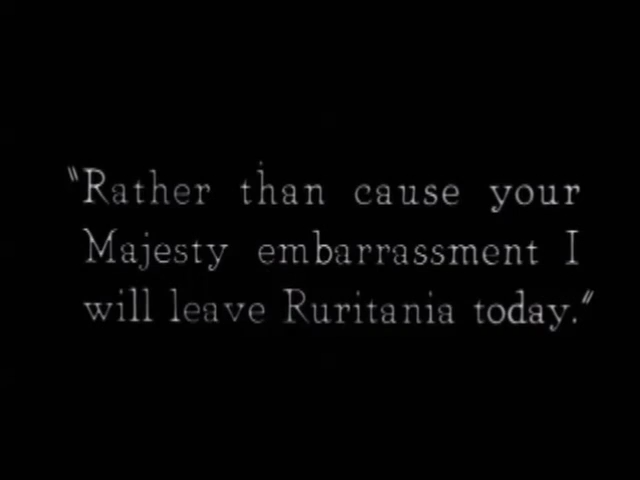 "Rather than cause your
Majesty embarrassment I
will leave Ruritania today."